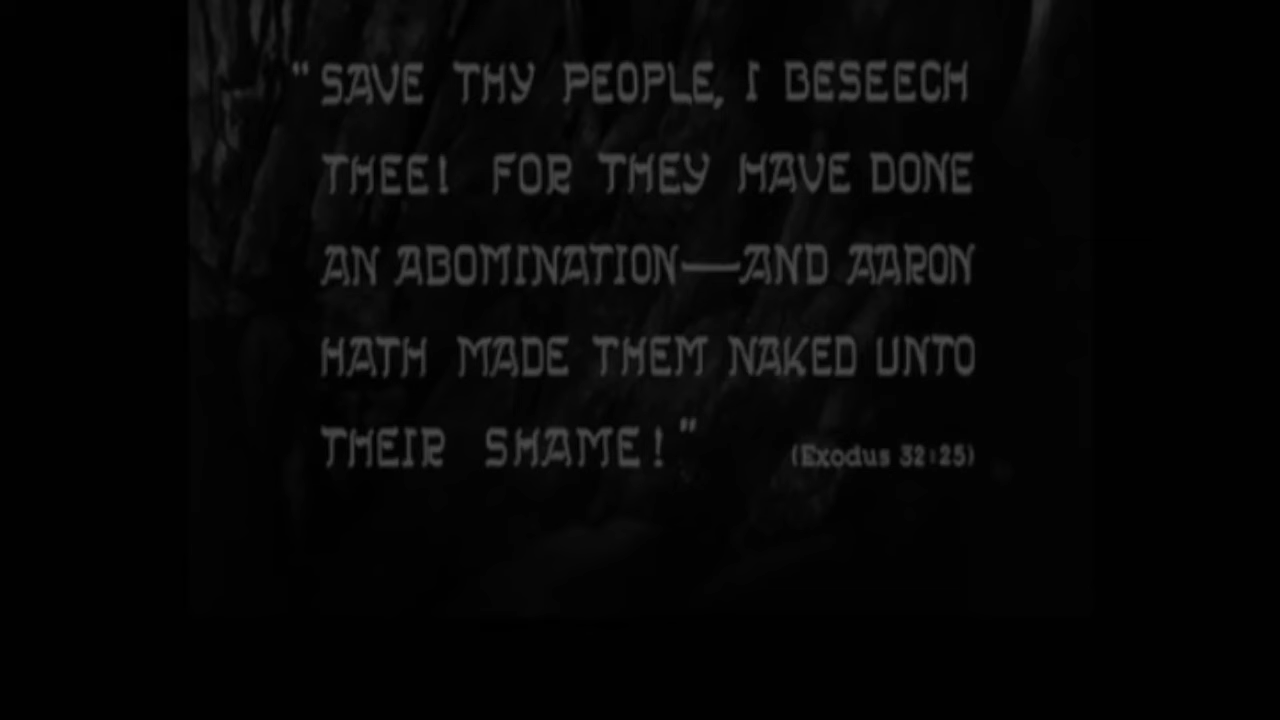 "SAVE THY PEOPLE, I BESEECH
THEE! FOR THEY HAVE DONE
AN ABOMINATION—AND AARON
HATH MADE THEM NAKED UNTO
THEIR SHAME!" (Exodus 32:25)